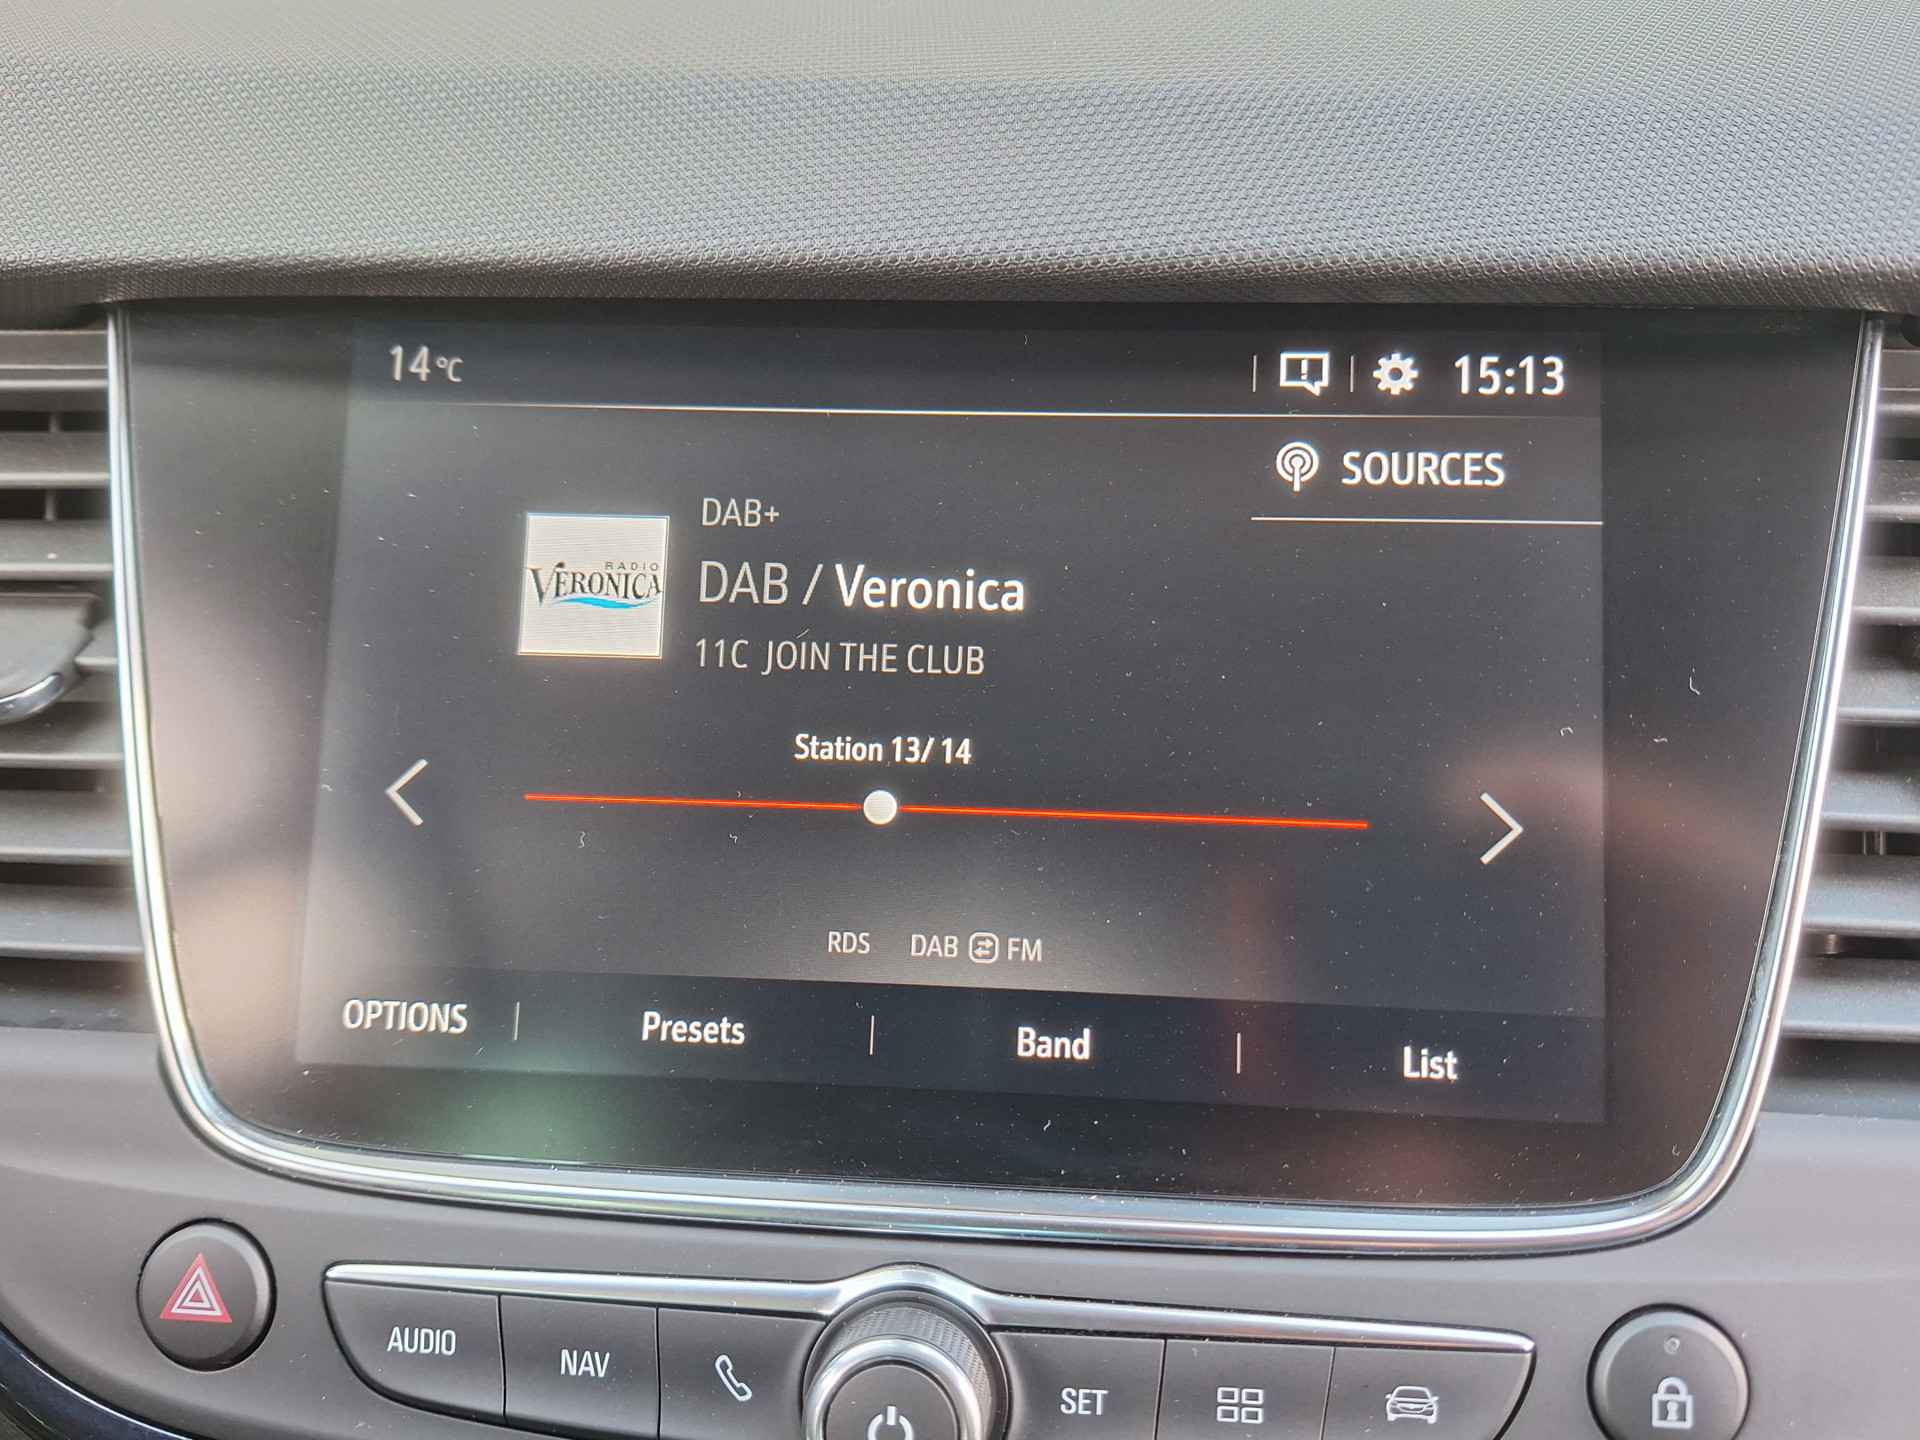 14°C
15:13
SOURCES
DAB+
RADIO
VERONICA
DAB / Veronica
11C JOIN THE CLUB
Station 13/ 14
RDS DAB FM
OPTIONS Presets Band List
AUDIO NAV SET